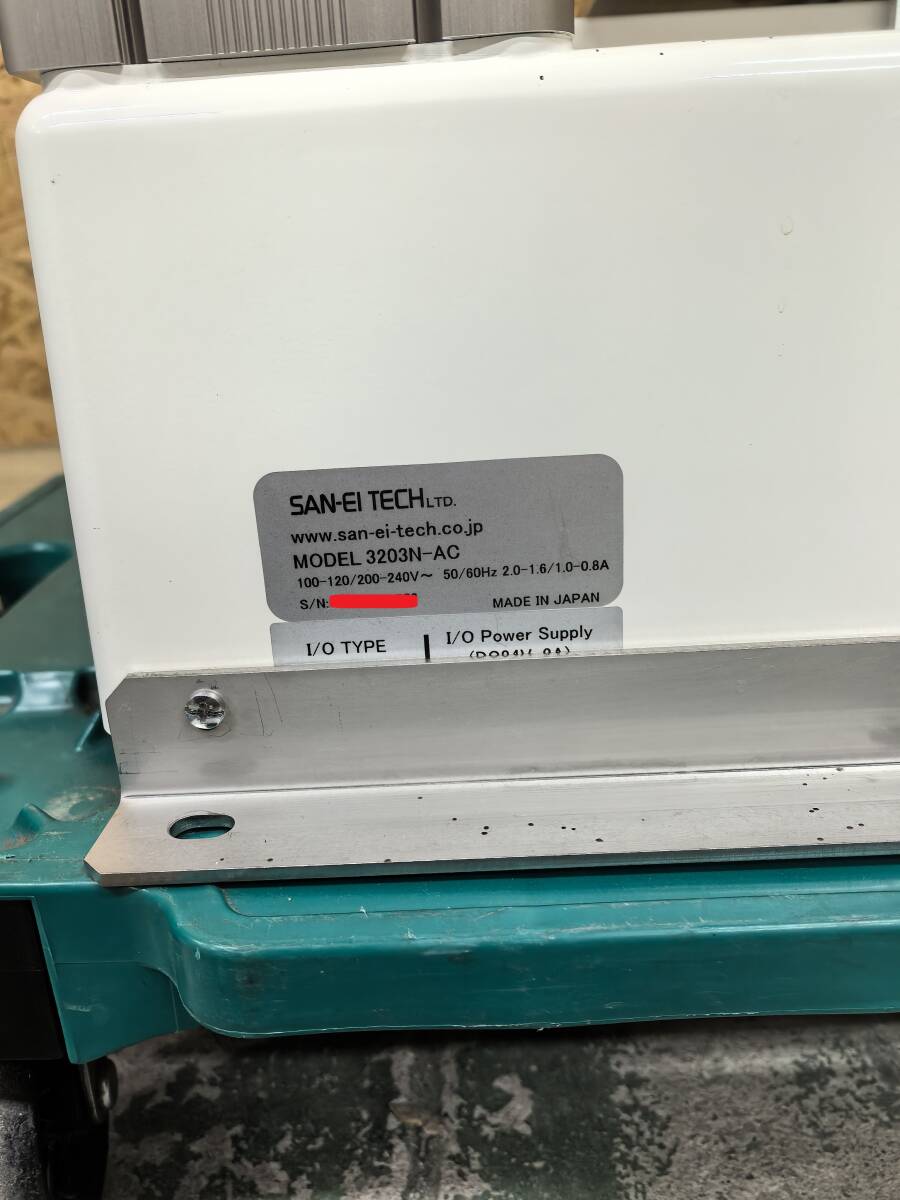 SAN-EI TECH LTD.
www.san-ei-tech.co.jp
MODEL 3203N-AC
100-120/200-240V～ 50/60Hz 2.0-1.6/1.0-0.8A
S/N: MADE IN JAPAN
I/O TYPE I/O Power Supply